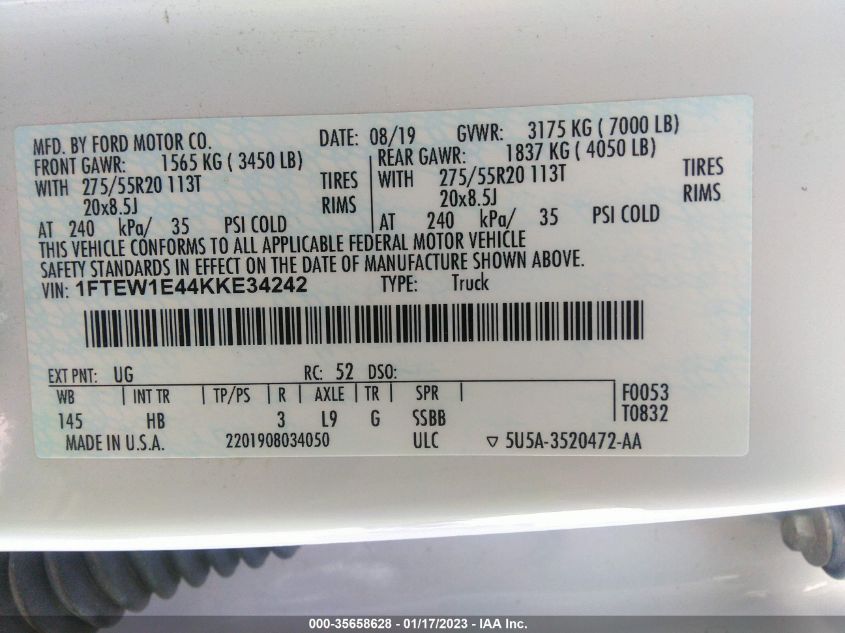 MFD. BY FORD MOTOR CO. DATE: 08/19 GVWR: 3175 KG ( 7000 LB)
FRONT GAWR: 1565 KG ( 3450 LB) REAR GAWR: 1837 KG ( 4050 LB)
WITH 275/55R20 113T TIRES WITH 275/55R20 113T TIRES
20x8.5J RIMS 20x8.5J RIMS
AT 240 kPa/ 35 PSI COLD AT 240 kPa/ 35 PSI COLD
THIS VEHICLE CONFORMS TO ALL APPLICABLE FEDERAL MOTOR VEHICLE
SAFETY STANDARDS IN EFFECT ON THE DATE OF MANUFACTURE SHOWN ABOVE.
VIN: 1FTEW1E44KKE34242 TYPE: Truck
EXT PNT: UG RC: 52 DSO:
WB INT TR TP/PS R AXLE TR SPR F0053
145 HB 3 L9 G SSBB T0832
MADE IN U.S.A. 2201908034050 ULC ▽ 5U5A-3520472-AA
000-35658628 - 01/17/2023 - IAA Inc.